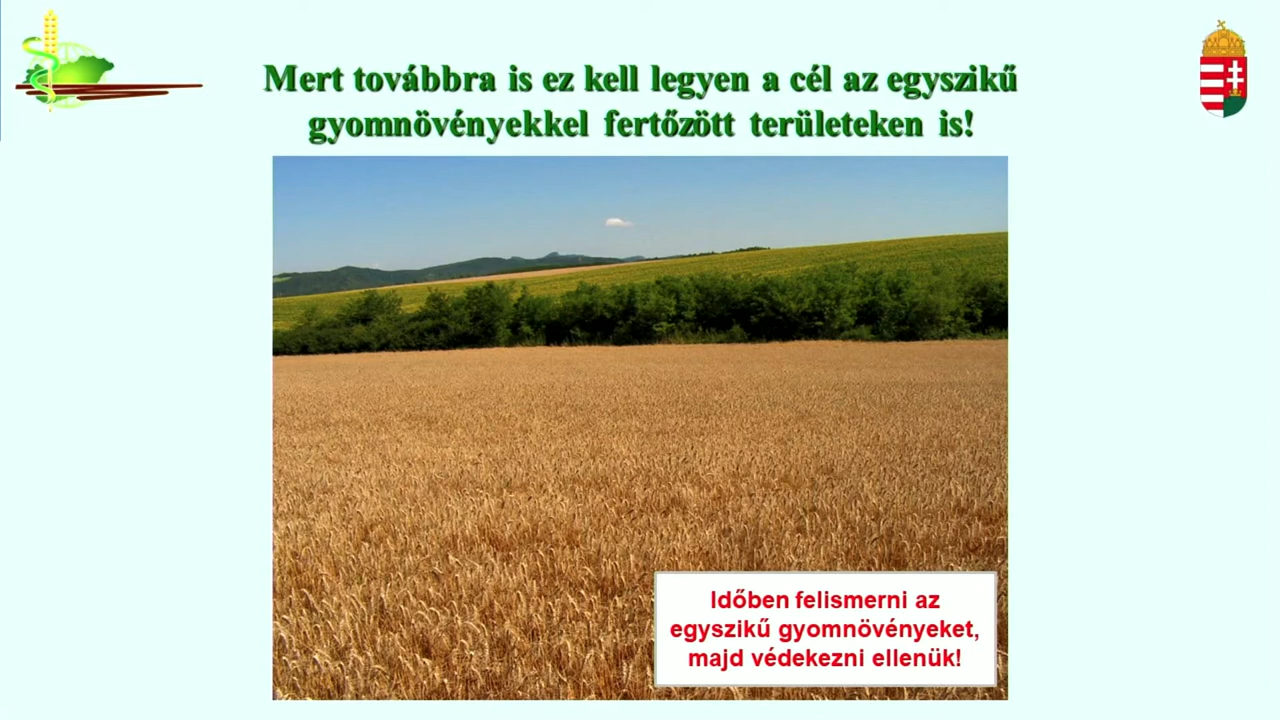 Mert továbbra is ez kell legyen a cél az egyszikű
gyomnövényekkel fertőzött területeken is!
Időben felismerni az
egyszikű gyomnövényeket,
majd védekezni ellenük!